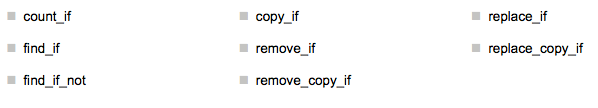 count_if
find_if
find_if_not
copy_if
remove_if
remove_copy_if
replace_if
replace_copy_if